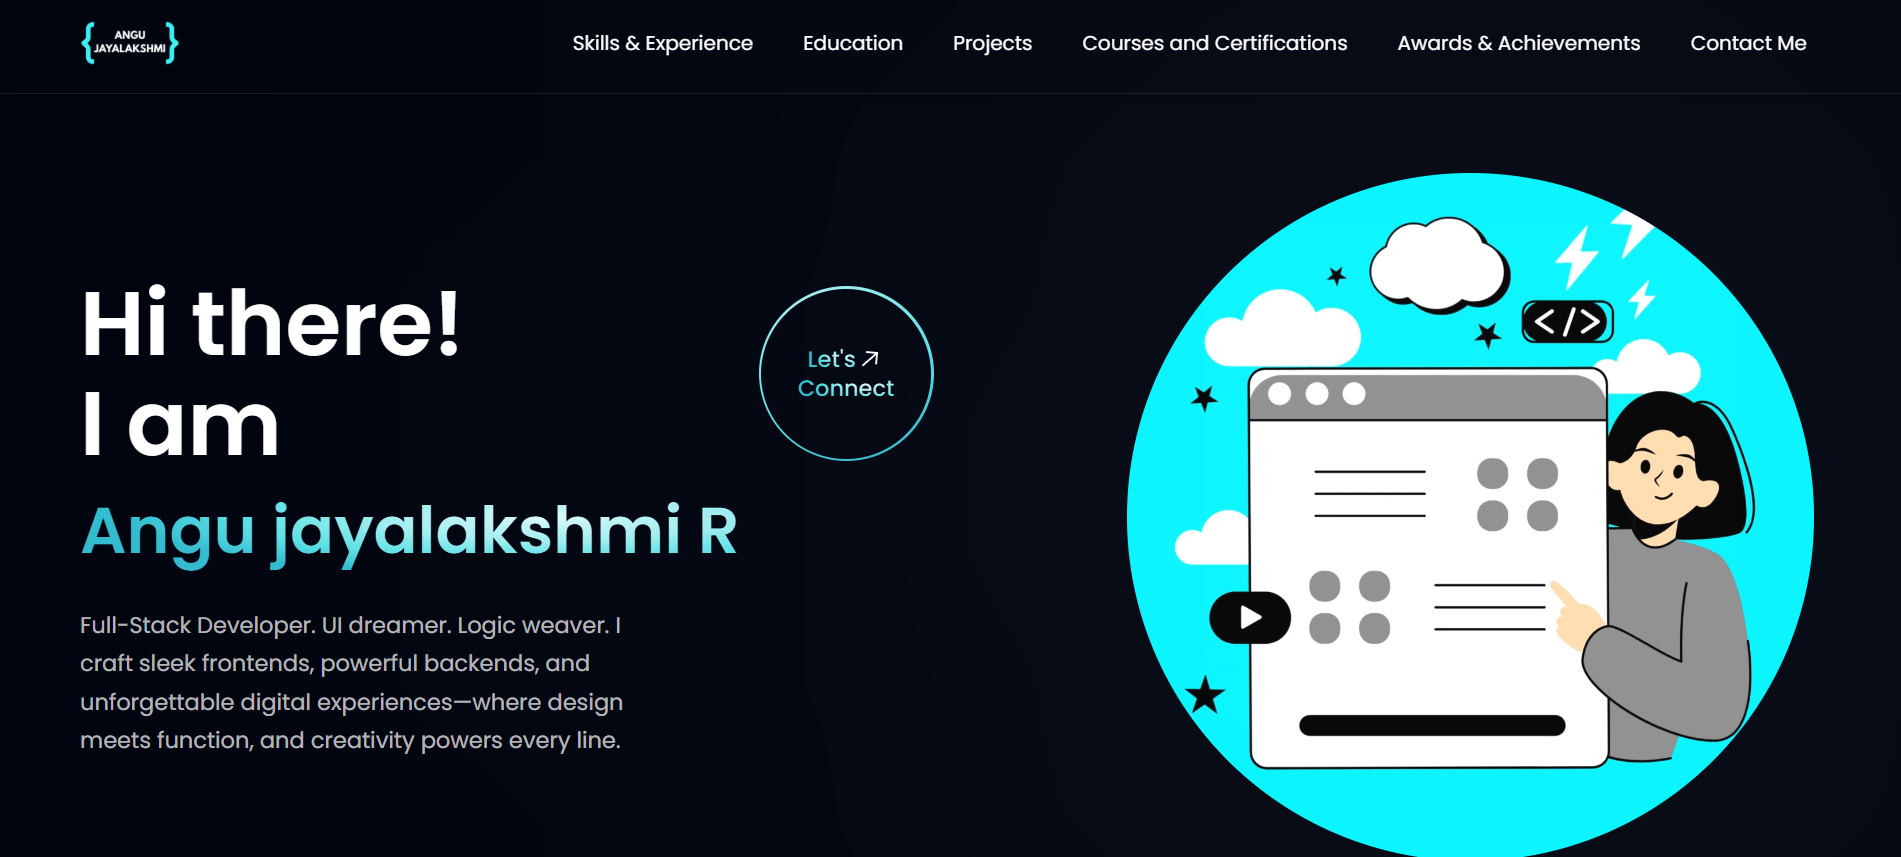 { ANGU
JAYALAKSHMI }
Skills & Experience
Education
Projects
Courses and Certifications
Awards & Achievements
Contact Me
Hi there!
I am
Angu jayalakshmi R
Full-Stack Developer. UI dreamer. Logic weaver. I
craft sleek frontends, powerful backends, and
unforgettable digital experiences—where design
meets function, and creativity powers every line.
Let's
Connect
</>